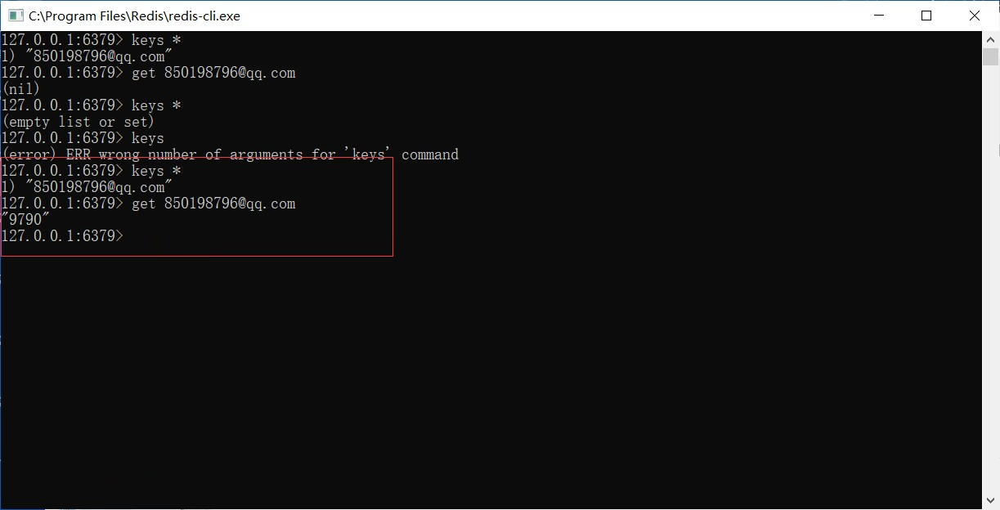 C:\Program Files\Redis\redis-cli.exe
127.0.0.1:6379> keys *
1) "850198796@qq.com"
127.0.0.1:6379> get 850198796@qq.com
(nil)
127.0.0.1:6379> keys *
(empty list or set)
127.0.0.1:6379> keys
(error) ERR wrong number of arguments for 'keys' command
127.0.0.1:6379> keys *
1) "850198796@qq.com"
127.0.0.1:6379> get 850198796@qq.com
"9790"
127.0.0.1:6379>